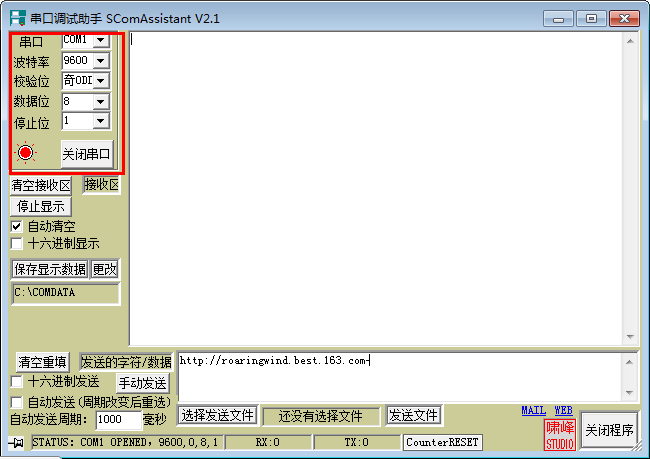 串口调试助手 SComAssistant V2.1
串口 COM1
波特率 9600
校验位 奇ODD
数据位 8
停止位 1
关闭串口
清空接收区 接收区
停止显示
自动清空
十六进制显示
保存显示数据 更改
C:\COMDATA
清空重填 发送的字符/数据 http://roaringwind.best.163.com
十六进制发送 手动发送
自动发送(周期改变后重选)
自动发送周期: 1000 毫秒 选择发送文件 还没有选择文件 发送文件
MAIL WEB
啸峰
STUDIO
关闭程序
STATUS: COM1 OPENED, 9600,O,8,1 RX:0 TX:0 CounterRESET